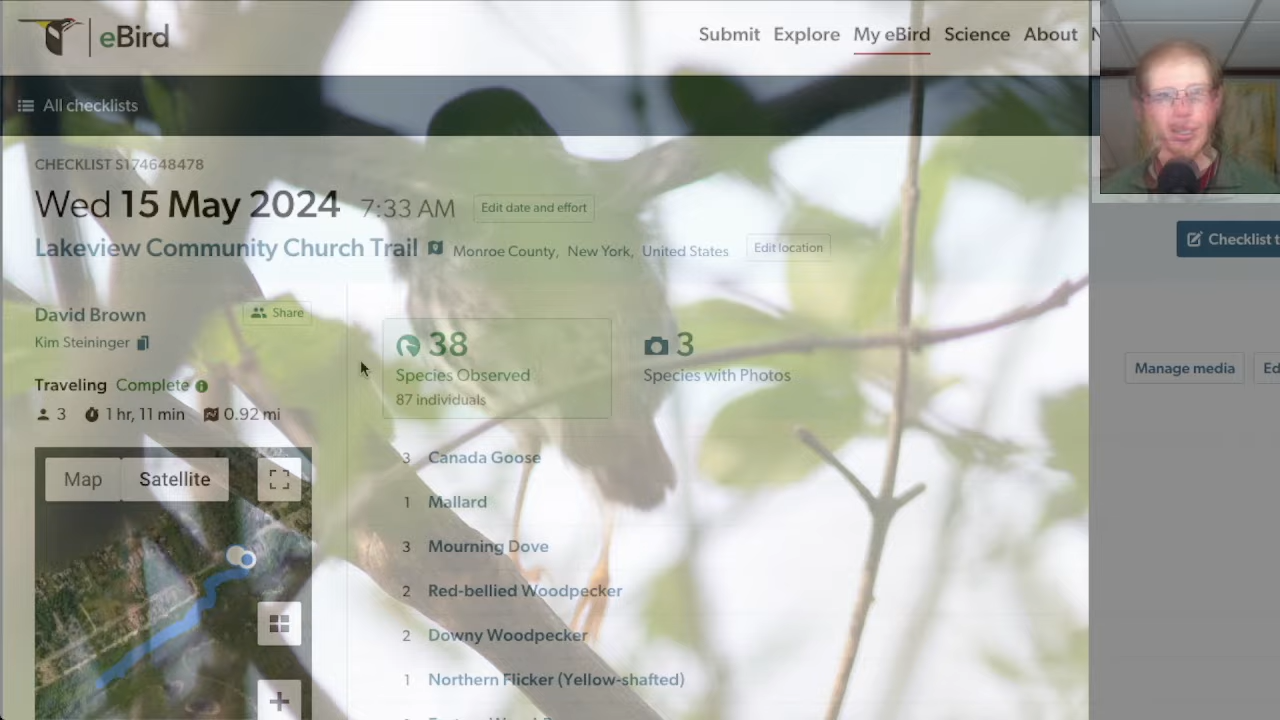 eBird
Submit Explore My eBird Science About
All checklists
CHECKLIST S174648478
Wed 15 May 2024 7:33 AM Edit date and effort
Lakeview Community Church Trail Monroe County, New York, United States Edit location
Checklist t
David Brown Share
Kim Steininger
38 Species Observed
87 individuals
3 Species with Photos
Manage media Ed
Traveling Complete
3 1 hr, 11 min 0.92 mi
Map Satellite
3 Canada Goose
1 Mallard
3 Mourning Dove
2 Red-bellied Woodpecker
2 Downy Woodpecker
1 Northern Flicker (Yellow-shafted)